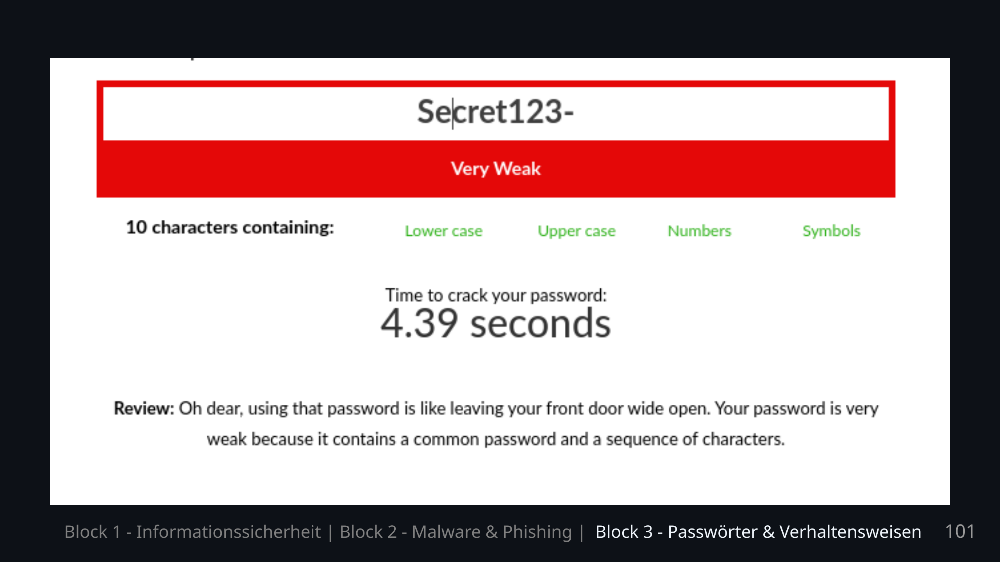 Secret123-
Very Weak
10 characters containing: Lower case Upper case Numbers Symbols
Time to crack your password:
4.39 seconds
Review: Oh dear, using that password is like leaving your front door wide open. Your password is very
weak because it contains a common password and a sequence of characters.
Block 1 - Informationssicherheit | Block 2 - Malware & Phishing | Block 3 - Passwörter & Verhaltensweisen 101